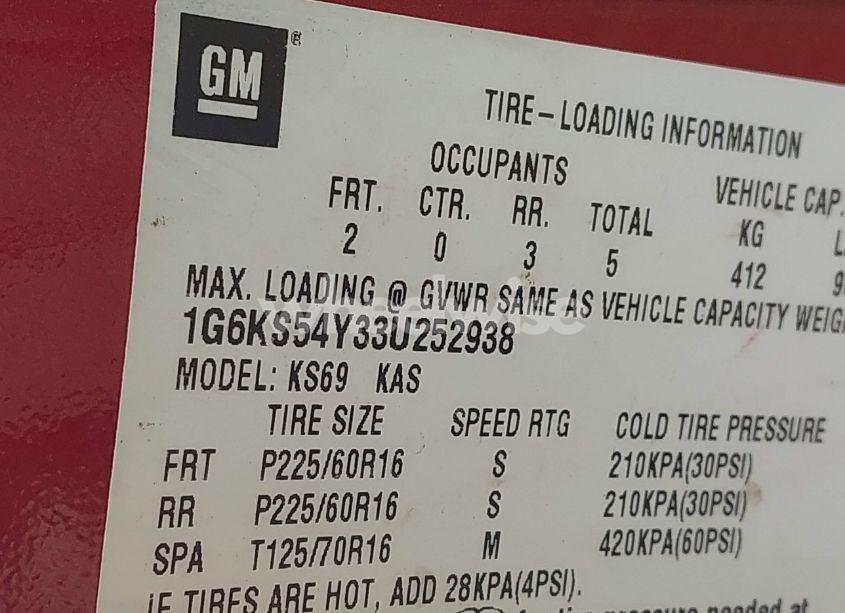 GM ®
TIRE-LOADING INFORMATION
OCCUPANTS VEHICLE CAP.
FRT. CTR. RR. TOTAL KG
2 0 3 5 412
MAX. LOADING @ GVWR SAME AS VEHICLE CAPACITY
1G6KS54Y33U252938
MODEL: KS69 KAS
TIRE SIZE SPEED RTG COLD TIRE PRESSURE
FRT P225/60R16 S 210KPA(30PSI)
RR P225/60R16 S 210KPA(30PSI)
SPA T125/70R16 M 420KPA(60PSI)
IF TIRES ARE HOT, ADD 28KPA(4PSI).
needed at